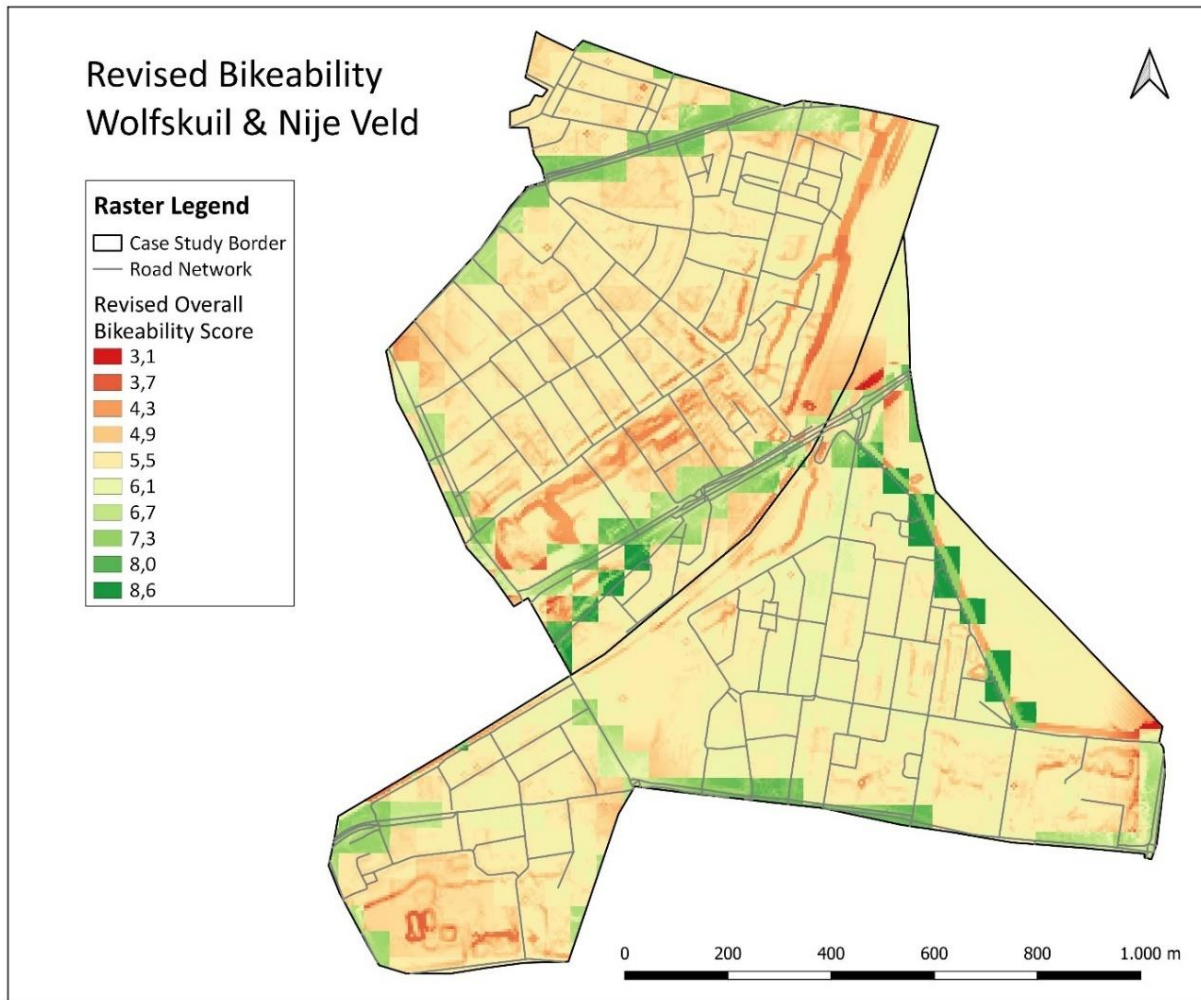 Revised Bikeability
Wolfskuil & Nije Veld
Raster Legend
Case Study Border
Road Network
Revised Overall
Bikeability Score
3,1
3,7
4,3
4,9
5,5
6,1
6,7
7,3
8,0
8,6
0 200 400 600 800 1.000 m